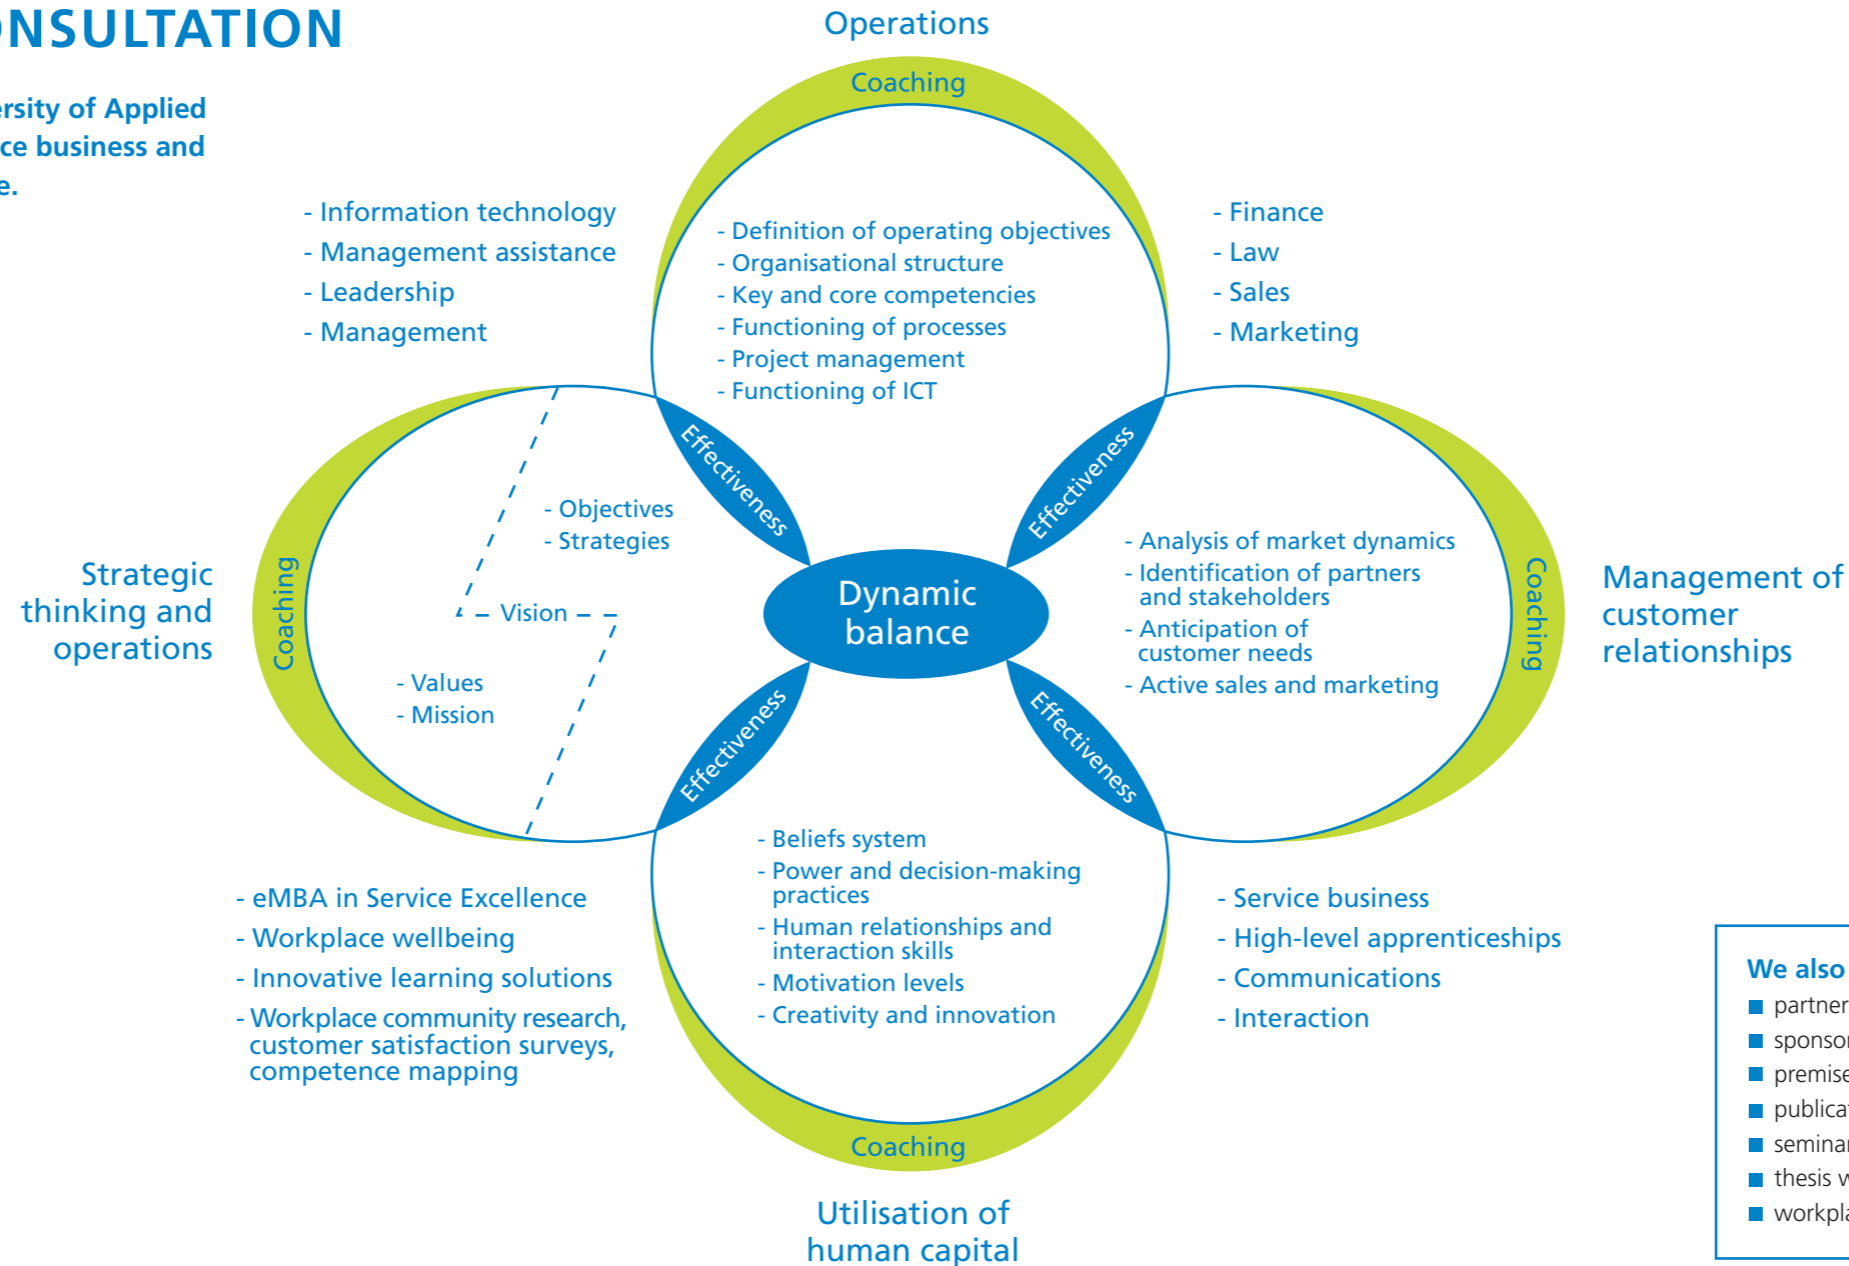 ONSULTATION
ersity of Applied
ce business and
e.
Operations
Coaching
- Information technology
- Management assistance
- Leadership
- Management
- Definition of operating objectives
- Organisational structure
- Key and core competencies
- Functioning of processes
- Project management
- Functioning of ICT
- Finance
- Law
- Sales
- Marketing
Effectiveness
Effectiveness
Strategic
thinking and
operations
Coaching
- Objectives
- Strategies
Vision
- Values
- Mission
Dynamic
balance
- Analysis of market dynamics
- Identification of partners
and stakeholders
- Anticipation of
customer needs
- Active sales and marketing
Coaching
Management of
customer
relationships
Effectiveness
Effectiveness
- eMBA in Service Excellence
- Workplace wellbeing
- Innovative learning solutions
- Workplace community research,
customer satisfaction surveys,
competence mapping
- Beliefs system
- Power and decision-making
practices
- Human relationships and
interaction skills
- Motivation levels
- Creativity and innovation
- Service business
- High-level apprenticeships
- Communications
- Interaction
Coaching
Utilisation of
human capital
We also
partner
sponsor
premise
publicat
seminar
thesis w
workpla